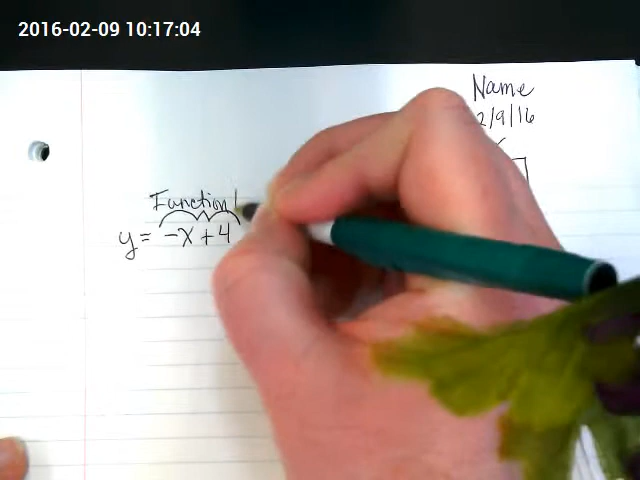 2016-02-09 10:17:04
Name
2/9/16
Function!
y = -x + 4